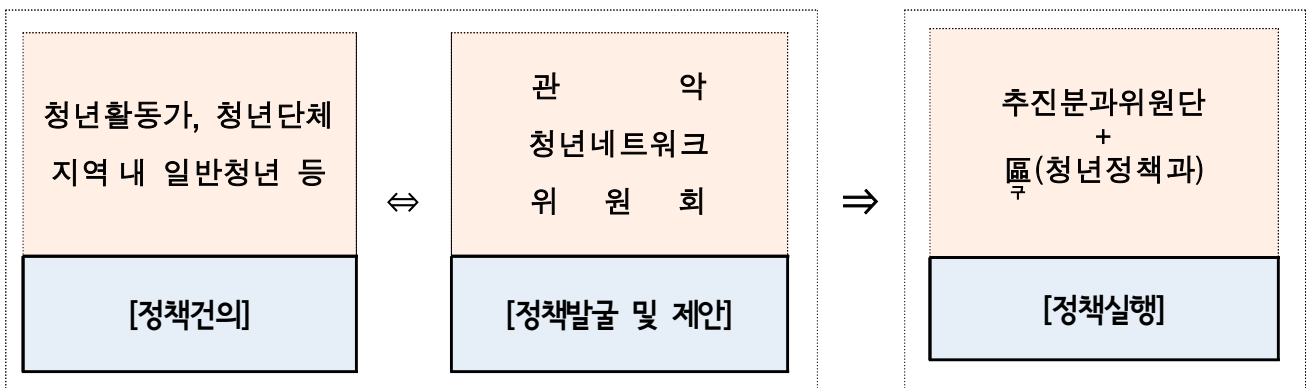 청년활동가, 청년단체
지역 내 일반청년 등
[정책건의]
⇔
관 악
청년네트워크
위 원 회
[정책발굴 및 제안]
⇒
추진분과위원단
+
區(청년정책과)
구
[정책실행]